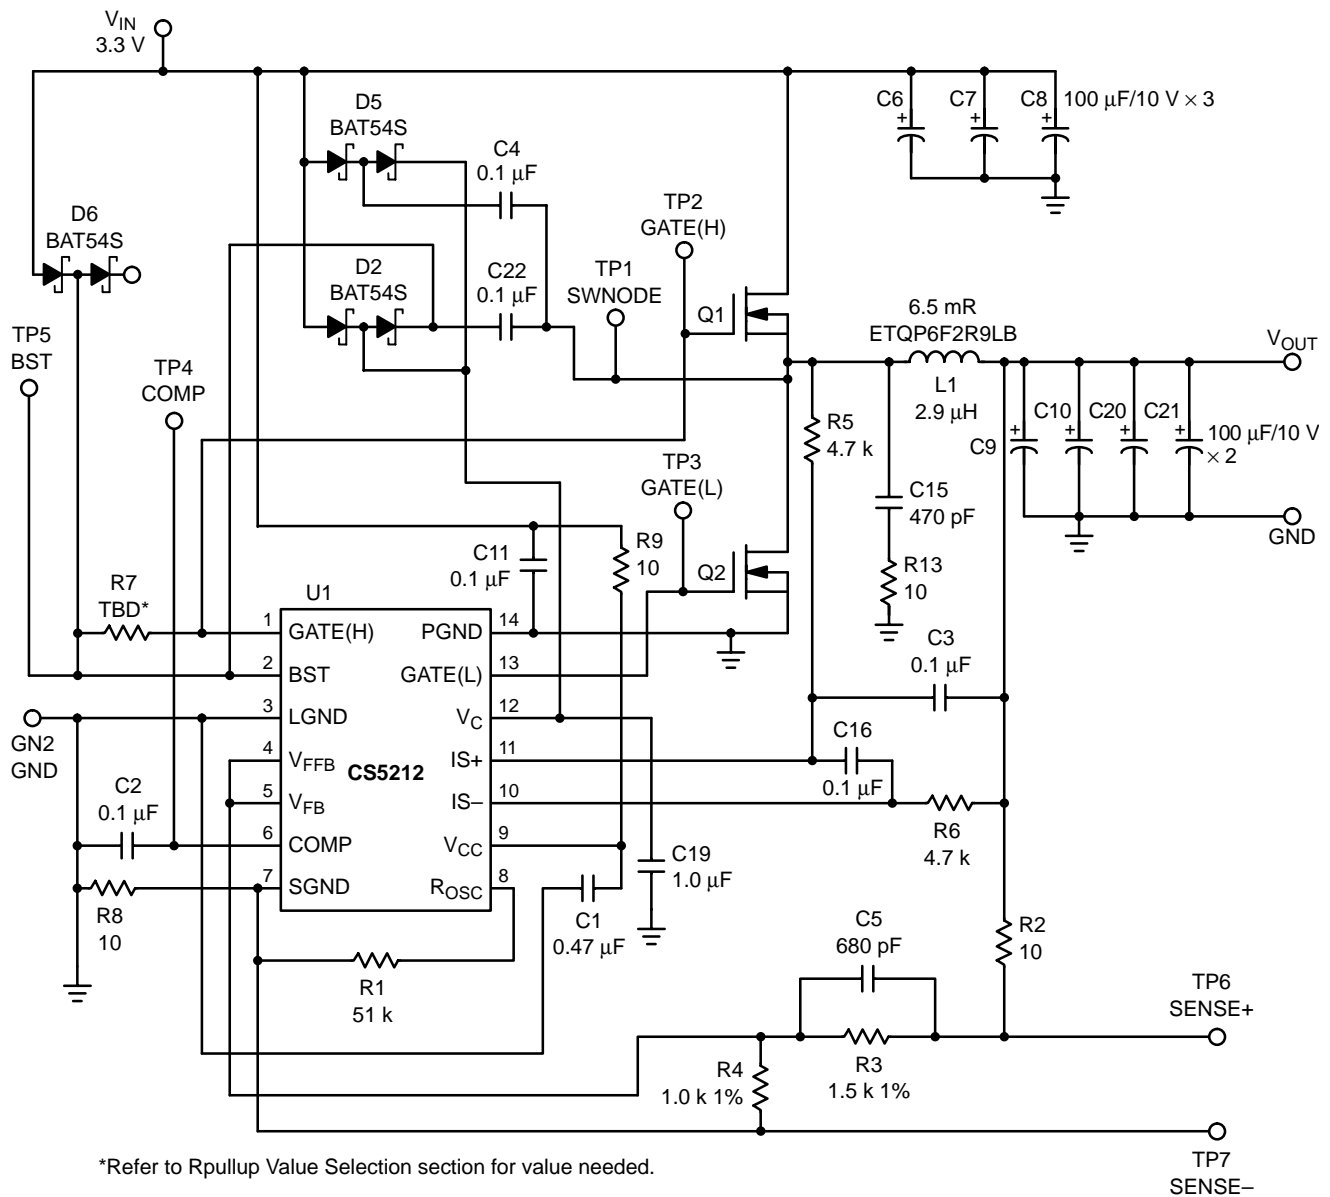 V_IN
3.3 V
D5
BAT54S
C4
0.1 μF
C6
+
C7
+
C8
+
100 μF/10 V × 3
D6
BAT54S
TP2
GATE(H)
D2
BAT54S
C22
0.1 μF
TP1
SWNODE
Q1
6.5 mR
ETQP6F2R9LB
L1
2.9 μH
V_OUT
TP5
BST
TP4
COMP
R5
4.7 k
C9
+
C10
+
C20
+
C21
+
100 μF/10 V
× 2
GND
TP3
GATE(L)
C15
470 pF
R13
10
C11
0.1 μF
R9
10
Q2
R7
TBD*
U1
1
GATE(H)
PGND
14
2
BST
GATE(L)
13
3
LGND
V_C
12
4
V_FFB
IS+
11
CS5212
5
V_FB
IS–
10
6
COMP
V_CC
9
7
SGND
R_OSC
8
C3
0.1 μF
C16
0.1 μF
R6
4.7 k
GN2
GND
C2
0.1 μF
R8
10
C19
1.0 μF
C1
0.47 μF
R1
51 k
C5
680 pF
R2
10
TP6
SENSE+
R4
1.0 k 1%
R3
1.5 k 1%
TP7
SENSE–
*Refer to Rpullup Value Selection section for value needed.